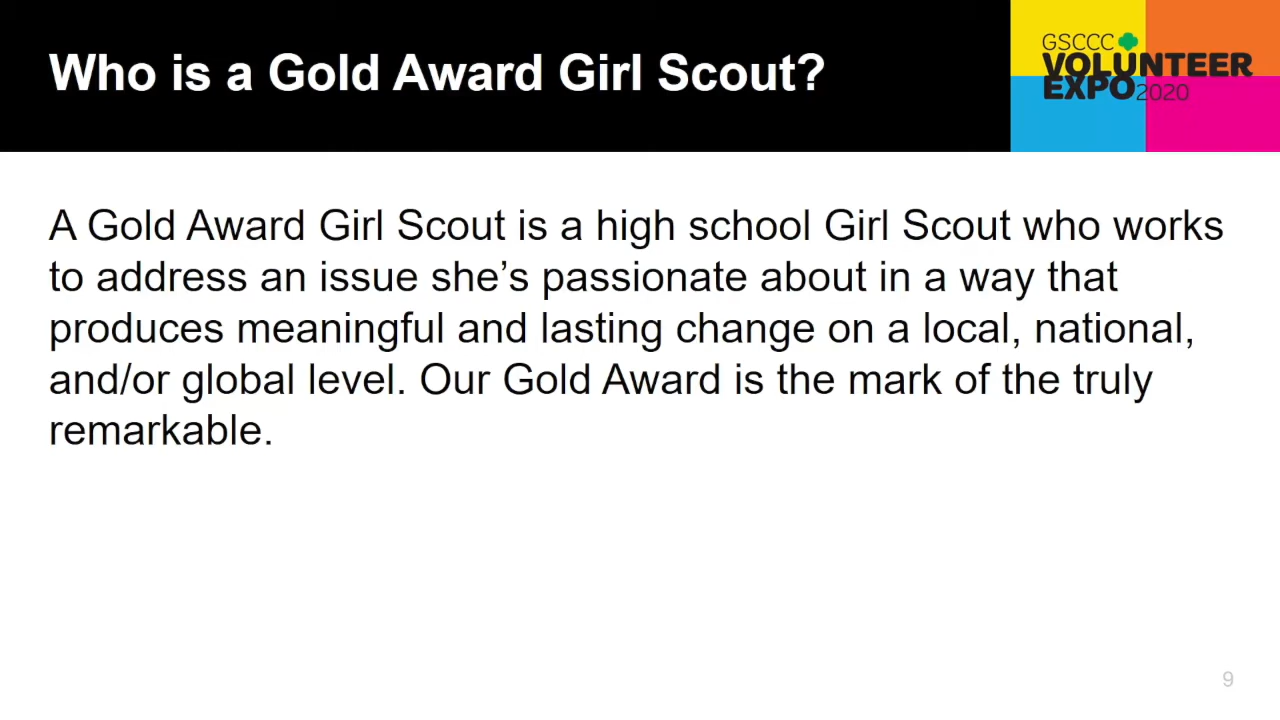 Who is a Gold Award Girl Scout?
GSCCC
VOLUNTEER
EXPO2020
A Gold Award Girl Scout is a high school Girl Scout who works
to address an issue she’s passionate about in a way that
produces meaningful and lasting change on a local, national,
and/or global level. Our Gold Award is the mark of the truly
remarkable.
9